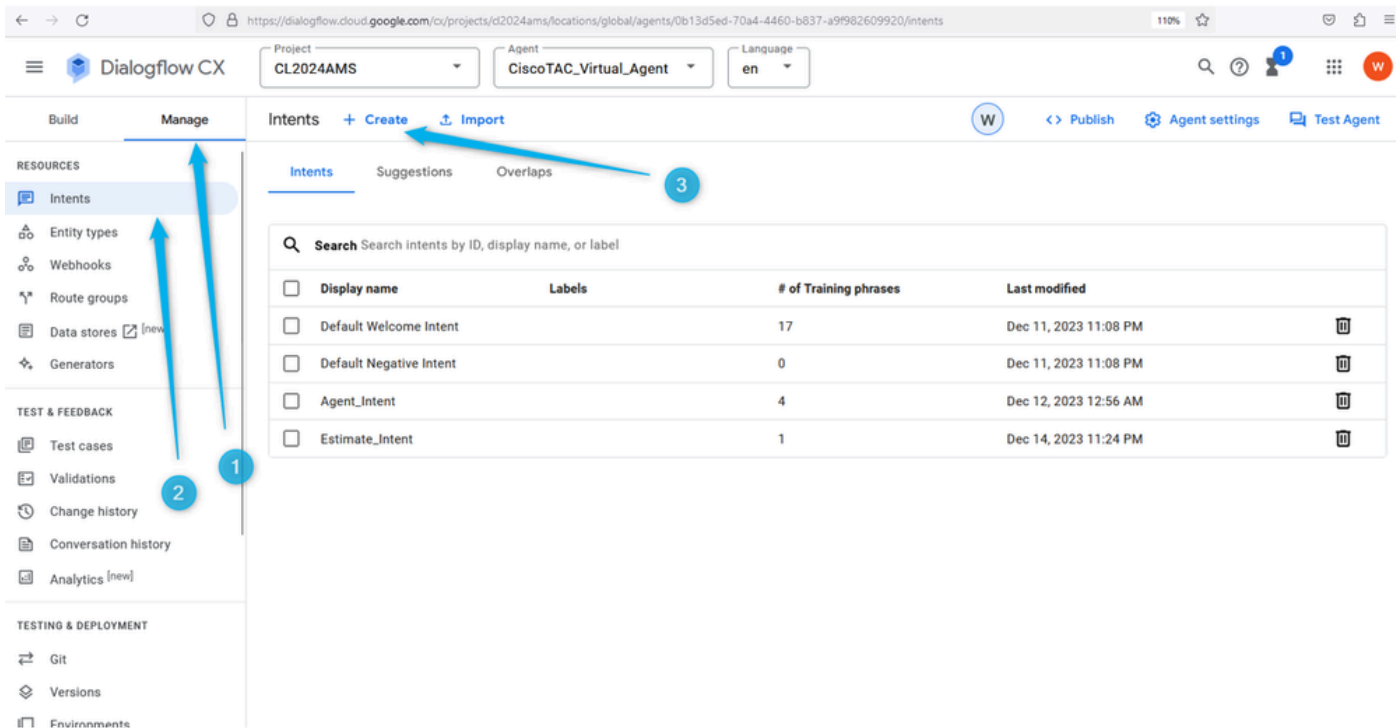 https://dialogflow.cloud.google.com/cx/projects/cl2024ams/locations/global/agents/0b13d5ed-70a4-4460-b837-a9f982609920/intents 110%
Dialogflow CX
Project
CL2024AMS
Agent
CiscoTAC_Virtual_Agent
Language
en
1
W
Build Manage
Intents + Create Import W <> Publish Agent settings Test Agent
RESOURCES
Intents Suggestions Overlaps
3
Intents
Entity types
Webhooks
Route groups
Data stores [new
Generators
Search Search intents by ID, display name, or label
Display name Labels # of Training phrases Last modified
Default Welcome Intent 17 Dec 11, 2023 11:08 PM
Default Negative Intent 0 Dec 11, 2023 11:08 PM
Agent_Intent 4 Dec 12, 2023 12:56 AM
Estimate_Intent 1 Dec 14, 2023 11:24 PM
TEST & FEEDBACK
Test cases
1
Validations
2
Change history
Conversation history
Analytics [new]
TESTING & DEPLOYMENT
Git
Versions
Environments